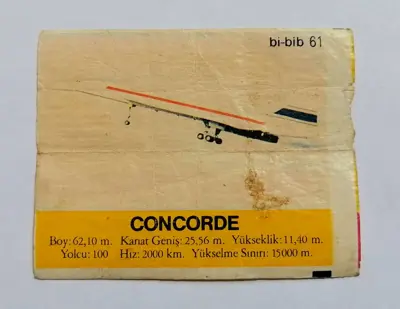 bi-bib 61
CONCORDE
Boy: 62,10 m. Kanat Geniş: 25,56 m. Yükseklik: 11,40 m.
Yolcu: 100 Hız: 2000 km. Yükselme Sınırı: 15000 m.